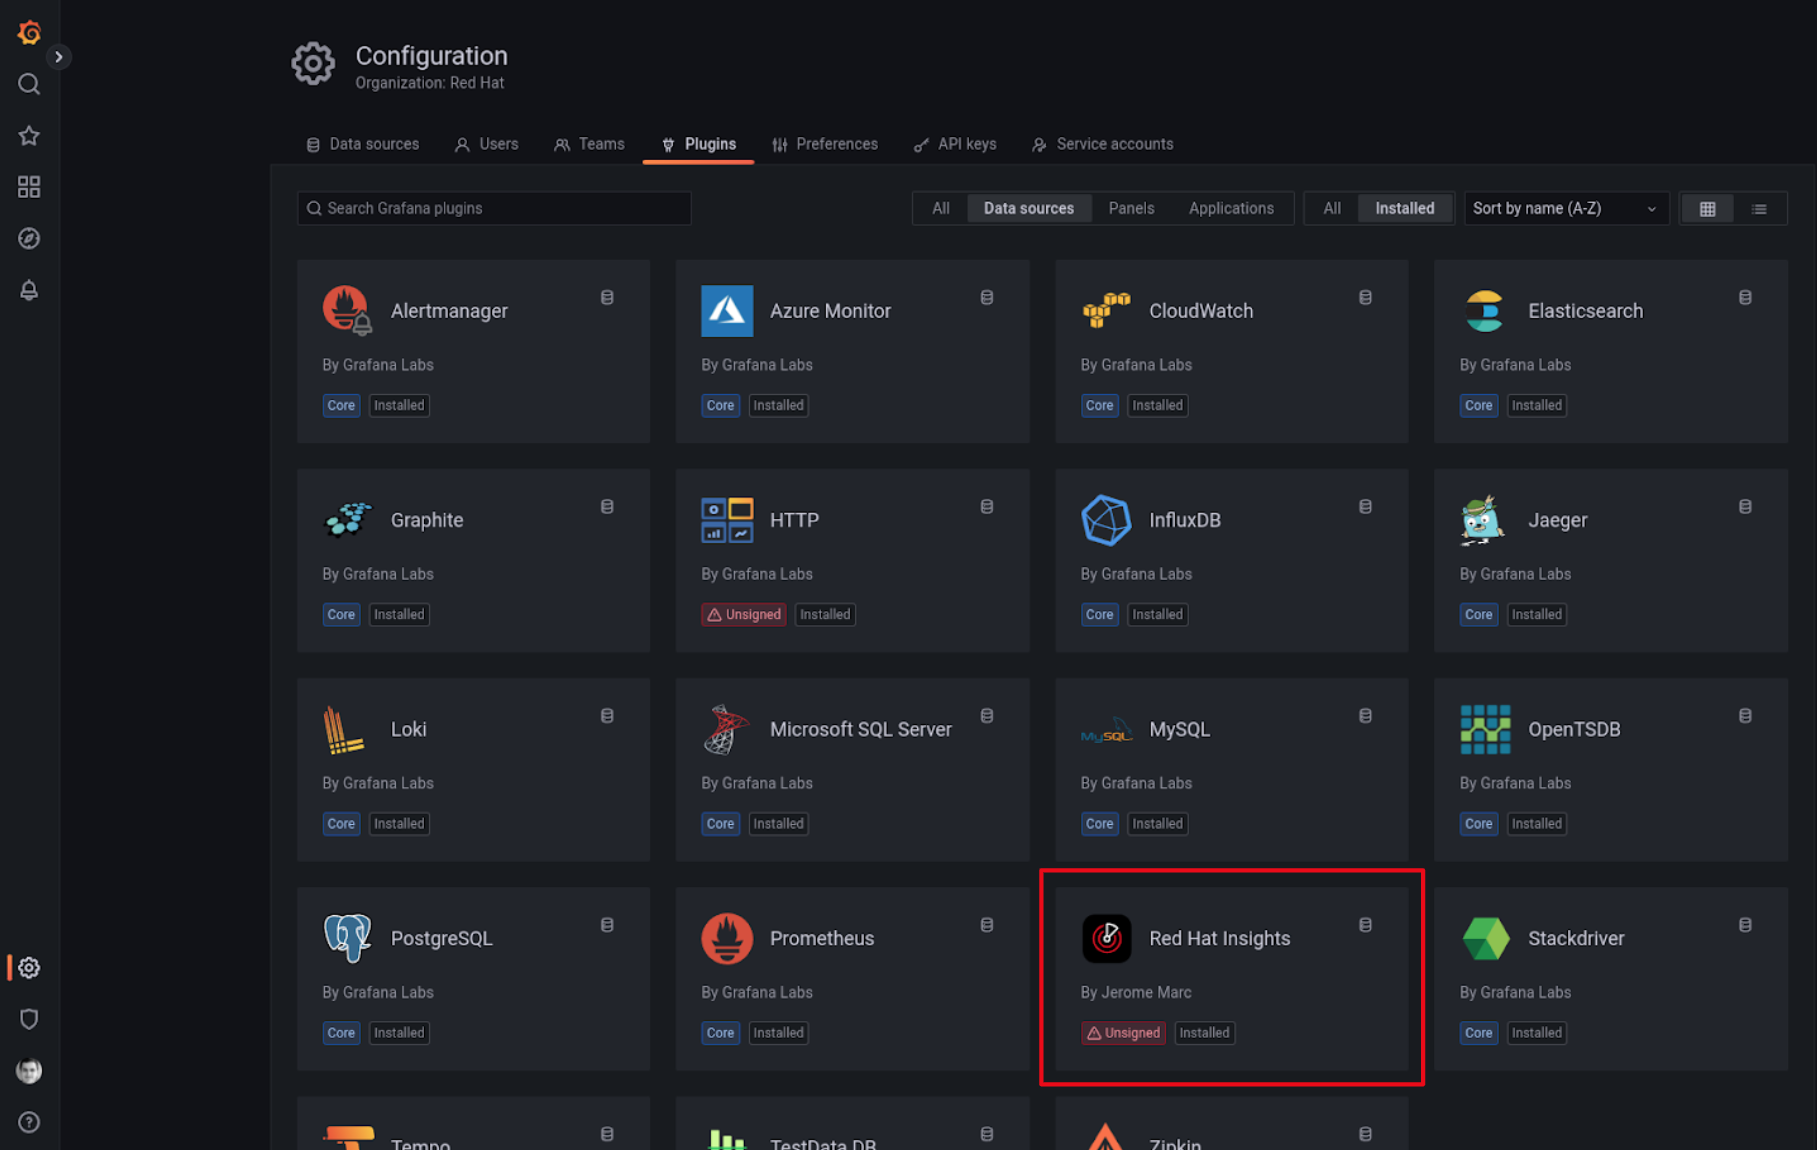 Configuration
Organization: Red Hat
Data sources Users Teams Plugins Preferences API keys Service accounts
Search Grafana plugins All Data sources Panels Applications All Installed Sort by name (A-Z)
Alertmanager Azure Monitor CloudWatch Elasticsearch
By Grafana Labs By Grafana Labs By Grafana Labs By Grafana Labs
Core Installed Core Installed Core Installed Core Installed
Graphite HTTP InfluxDB Jaeger
By Grafana Labs By Grafana Labs By Grafana Labs By Grafana Labs
Core Installed Unsigned Installed Core Installed Core Installed
Loki Microsoft SQL Server MySQL MySQL OpenTSDB
By Grafana Labs By Grafana Labs By Grafana Labs By Grafana Labs
Core Installed Core Installed Core Installed Core Installed
PostgreSQL Prometheus Red Hat Insights Stackdriver
By Grafana Labs By Grafana Labs By Jerome Marc By Grafana Labs
Core Installed Core Installed Unsigned Installed Core Installed
Tempo TestData DB Zipkin